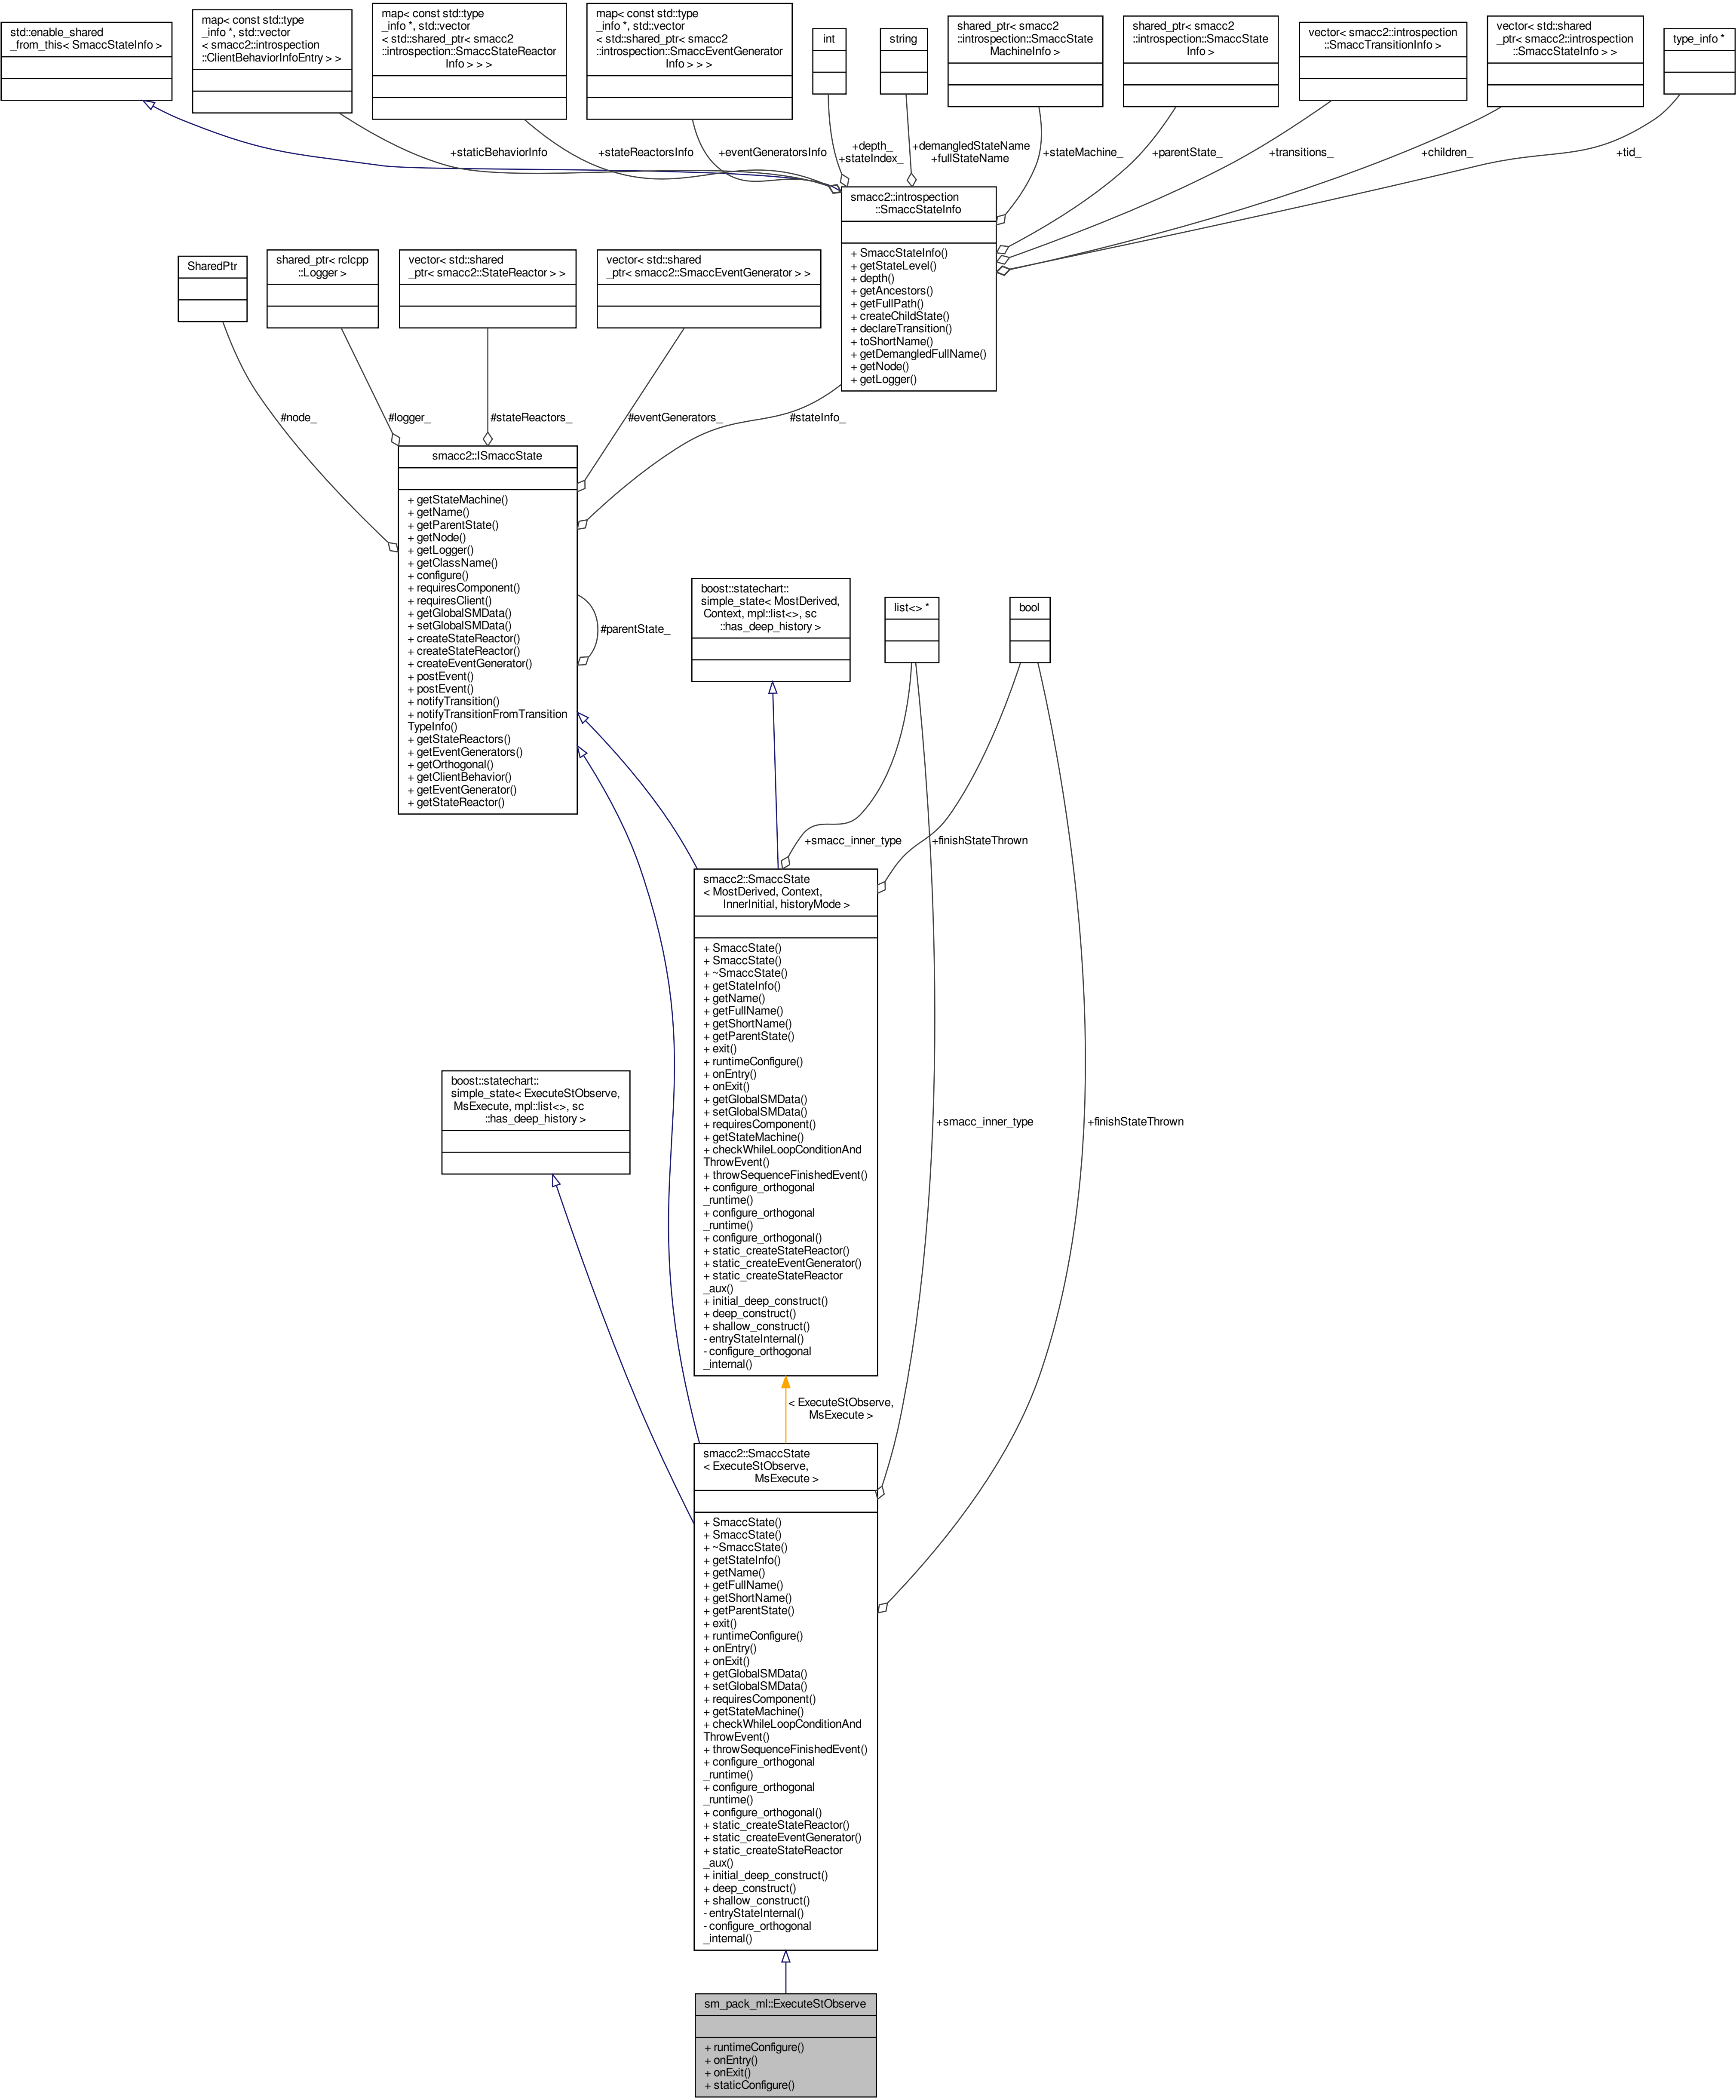 std::enable_shared
_from_this< SmaccStateInfo >
map< const std::type
_info *, std::vector
< smacc2::introspection
::ClientBehaviorInfoEntry > >
map< const std::type
_info *, std::vector
< std::shared_ptr< smacc2
::introspection::SmaccStateReactor
Info > > >
map< const std::type
_info *, std::vector
< std::shared_ptr< smacc2
::introspection::SmaccEventGenerator
Info > > >
int
string
shared_ptr< smacc2
::introspection::SmaccState
MachineInfo >
shared_ptr< smacc2
::introspection::SmaccState
Info >
vector< smacc2::introspection
::SmaccTransitionInfo >
vector< std::shared
_ptr< smacc2::introspection
::SmaccStateInfo > >
type_info *
+staticBehaviorInfo
+stateReactorsInfo
+eventGeneratorsInfo
+depth_
+stateIndex_
+demangledStateName
+fullStateName
+stateMachine_
+parentState_
+transitions_
+children_
+tid_
smacc2::introspection
::SmaccStateInfo
+ SmaccStateInfo()
+ getStateLevel()
+ depth()
+ getAncestors()
+ getFullPath()
+ createChildState()
+ declareTransition()
+ toShortName()
+ getDemangledFullName()
+ getNode()
+ getLogger()
SharedPtr
shared_ptr< rclcpp
::Logger >
vector< std::shared
_ptr< smacc2::StateReactor > >
vector< std::shared
_ptr< smacc2::SmaccEventGenerator > >
#node_
#logger_
#stateReactors_
#eventGenerators_
#stateInfo_
smacc2::ISmaccState
+ getStateMachine()
+ getName()
+ getParentState()
+ getNode()
+ getLogger()
+ getClassName()
+ configure()
+ requiresComponent()
+ requiresClient()
+ getGlobalSMData()
+ setGlobalSMData()
+ createStateReactor()
+ createStateReactor()
+ createEventGenerator()
+ postEvent()
+ postEvent()
+ notifyTransition()
+ notifyTransitionFromTransition
TypeInfo()
+ getStateReactors()
+ getEventGenerators()
+ getOrthogonal()
+ getClientBehavior()
+ getEventGenerator()
+ getStateReactor()
#parentState_
boost::statechart::
simple_state< MostDerived,
Context, mpl::list<>, sc
::has_deep_history >
list<> *
bool
+smacc_inner_type
+finishStateThrown
smacc2::SmaccState
< MostDerived, Context,
InnerInitial, historyMode >
+ SmaccState()
+ SmaccState()
+ ~SmaccState()
+ getStateInfo()
+ getName()
+ getFullName()
+ getShortName()
+ getParentState()
+ exit()
+ runtimeConfigure()
+ onEntry()
+ onExit()
+ getGlobalSMData()
+ setGlobalSMData()
+ requiresComponent()
+ getStateMachine()
+ checkWhileLoopConditionAnd
ThrowEvent()
+ throwSequenceFinishedEvent()
+ configure_orthogonal
_runtime()
+ configure_orthogonal
_runtime()
+ configure_orthogonal()
+ static_createStateReactor()
+ static_createEventGenerator()
+ static_createStateReactor
_aux()
+ initial_deep_construct()
+ deep_construct()
+ shallow_construct()
- entryStateInternal()
- configure_orthogonal
_internal()
boost::statechart::
simple_state< ExecuteStObserve,
MsExecute, mpl::list<>, sc
::has_deep_history >
+smacc_inner_type
+finishStateThrown
< ExecuteStObserve,
MsExecute >
smacc2::SmaccState
< ExecuteStObserve,
MsExecute >
+ SmaccState()
+ SmaccState()
+ ~SmaccState()
+ getStateInfo()
+ getName()
+ getFullName()
+ getShortName()
+ getParentState()
+ exit()
+ runtimeConfigure()
+ onEntry()
+ onExit()
+ getGlobalSMData()
+ setGlobalSMData()
+ requiresComponent()
+ getStateMachine()
+ checkWhileLoopConditionAnd
ThrowEvent()
+ throwSequenceFinishedEvent()
+ configure_orthogonal
_runtime()
+ configure_orthogonal
_runtime()
+ configure_orthogonal()
+ static_createStateReactor()
+ static_createEventGenerator()
+ static_createStateReactor
_aux()
+ initial_deep_construct()
+ deep_construct()
+ shallow_construct()
- entryStateInternal()
- configure_orthogonal
_internal()
sm_pack_ml::ExecuteStObserve
+ runtimeConfigure()
+ onEntry()
+ onExit()
+ staticConfigure()